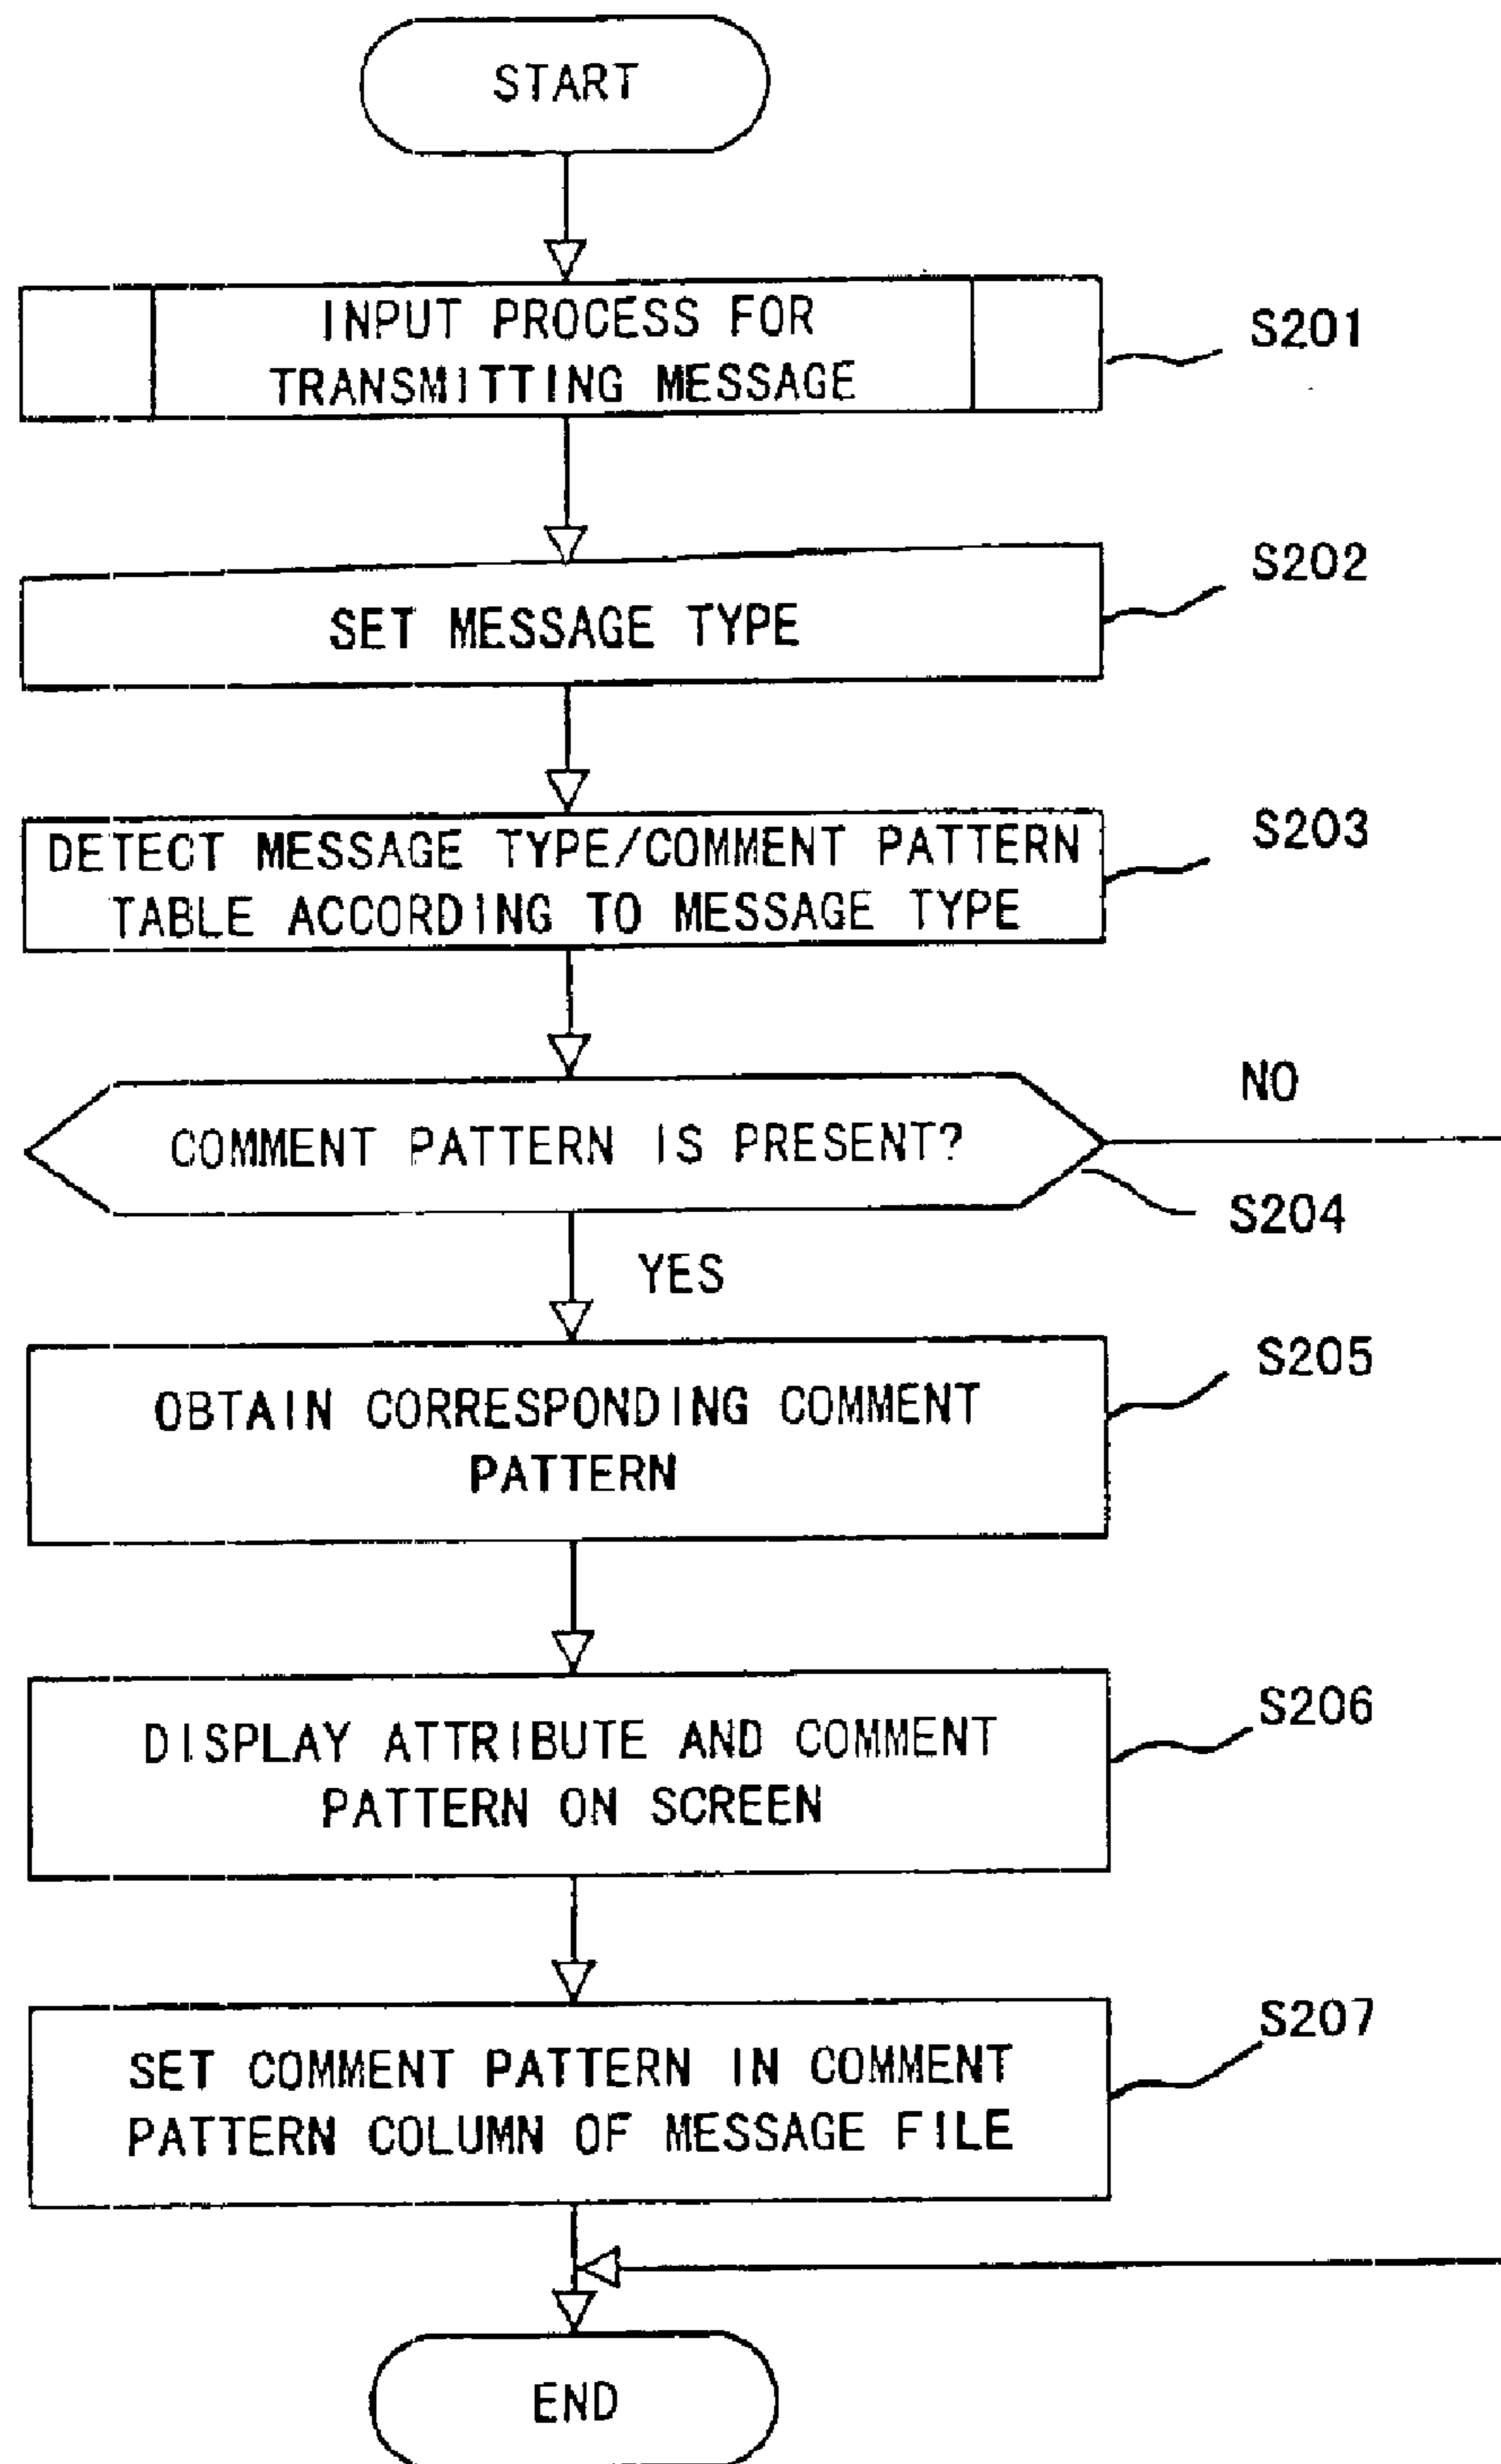 START
INPUT PROCESS FOR
TRANSMITTING MESSAGE
S201
SET MESSAGE TYPE
S202
DETECT MESSAGE TYPE/COMMENT PATTERN
TABLE ACCORDING TO MESSAGE TYPE
S203
COMMENT PATTERN IS PRESENT?
NO
S204
YES
OBTAIN CORRESPONDING COMMENT
PATTERN
S205
DISPLAY ATTRIBUTE AND COMMENT
PATTERN ON SCREEN
S206
SET COMMENT PATTERN IN COMMENT
PATTERN COLUMN OF MESSAGE FILE
S207
END